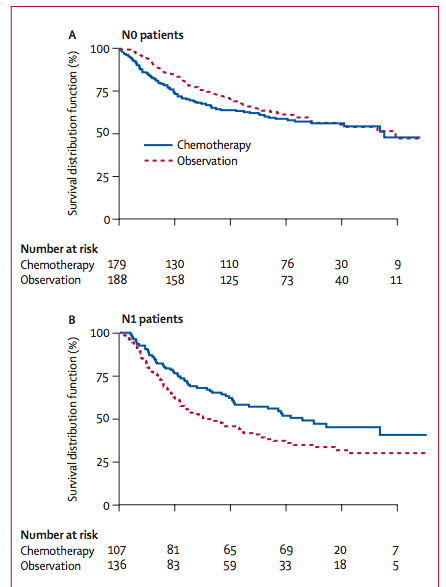 A N0 patients
Survival distribution function (%)
100
75
50
25
0
Chemotherapy
Observation
Number at risk
Chemotherapy 179 130 110 76 30 9
Observation 188 158 125 73 40 11
B N1 patients
Survival distribution function (%)
100
75
50
25
0
Number at risk
Chemotherapy 107 81 65 69 20 7
Observation 136 83 59 33 18 5